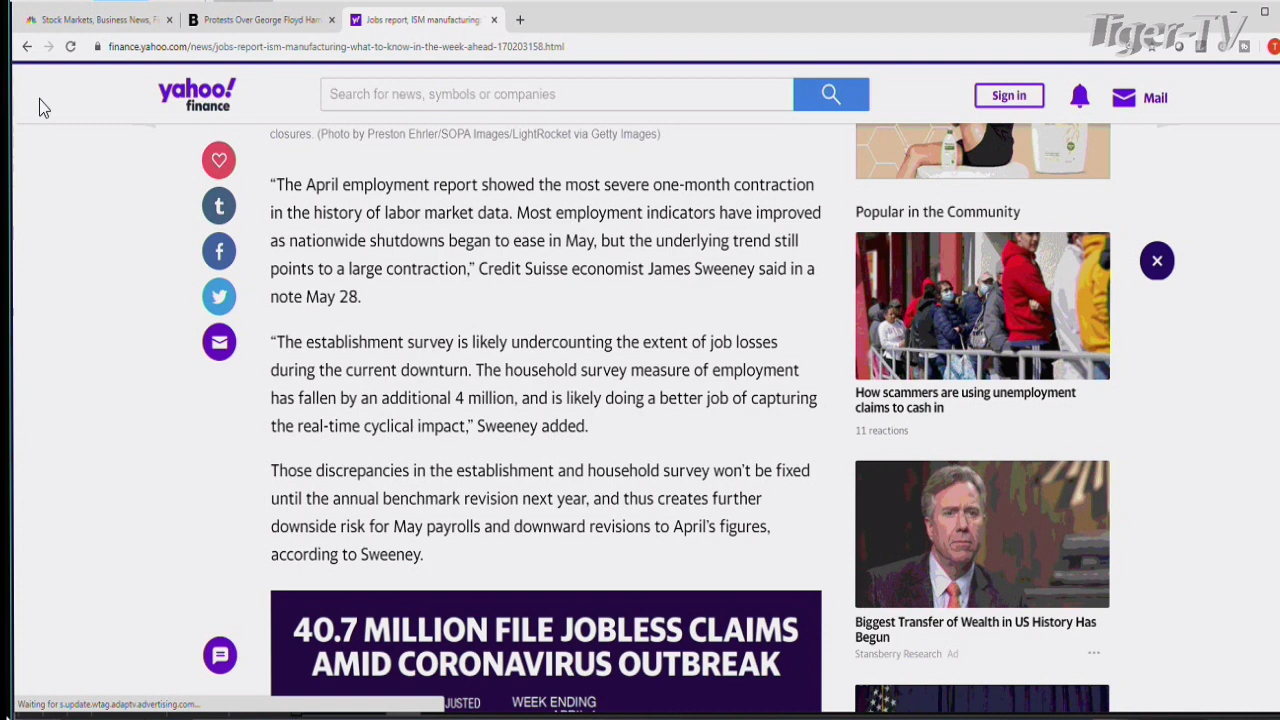 Stock Markets, Business News, F
Protests Over George Floyd Harn
Jobs report, ISM manufacturing:
Tiger-TV
finance.yahoo.com/news/jobs-report-ism-manufacturing-what-to-know-in-the-week-ahead-170203158.html
yahoo!
finance
Search for news, symbols or companies
Sign in
Mail
closures. (Photo by Preston Ehrler/SOPA Images/LightRocket via Getty Images)
“The April employment report showed the most severe one-month contraction
in the history of labor market data. Most employment indicators have improved
as nationwide shutdowns began to ease in May, but the underlying trend still
points to a large contraction,” Credit Suisse economist James Sweeney said in a
note May 28.
“The establishment survey is likely undercounting the extent of job losses
during the current downturn. The household survey measure of employment
has fallen by an additional 4 million, and is likely doing a better job of capturing
the real-time cyclical impact,” Sweeney added.
Those discrepancies in the establishment and household survey won’t be fixed
until the annual benchmark revision next year, and thus creates further
downside risk for May payrolls and downward revisions to April’s figures,
according to Sweeney.
40.7 MILLION FILE JOBLESS CLAIMS
AMID CORONAVIRUS OUTBREAK
JUSTED
WEEK ENDING
Popular in the Community
How scammers are using unemployment
claims to cash in
11 reactions
Biggest Transfer of Wealth in US History Has
Begun
Stansberry Research Ad
Waiting for s.update.wtag.adaptv.advertising.com...